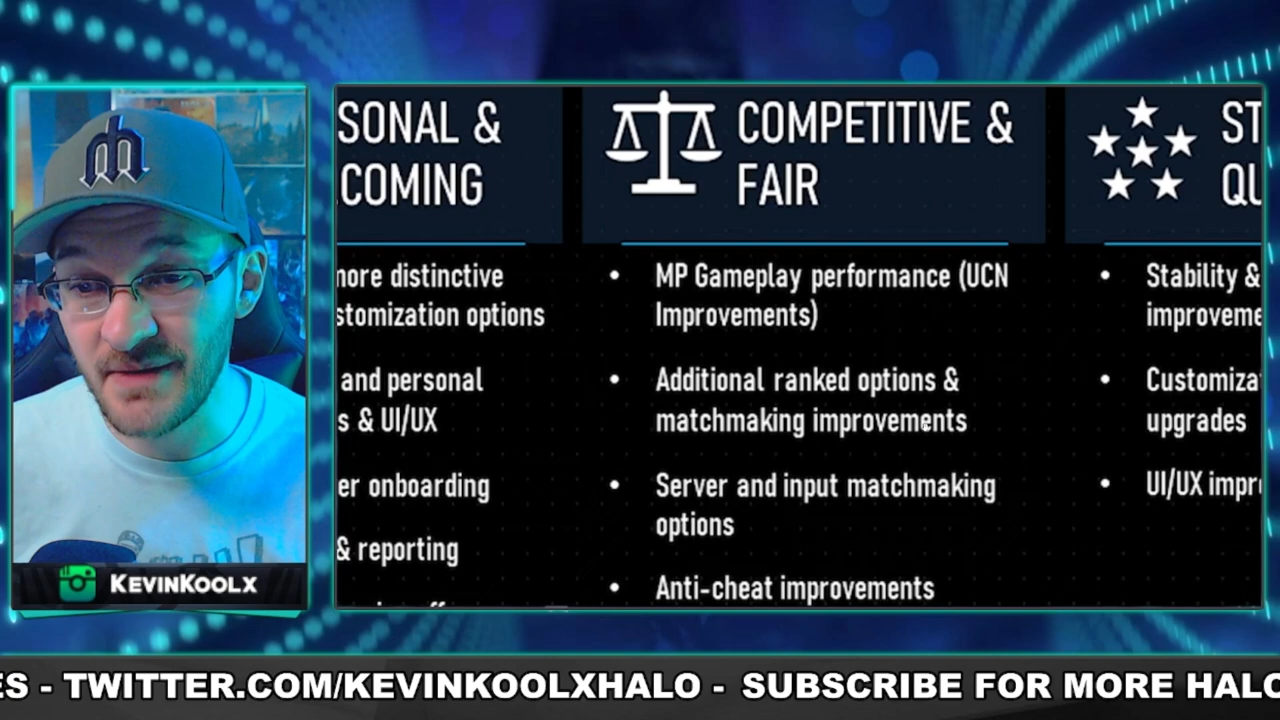 SONAL &
COMING
more distinctive
stomization options
and personal
s & UI/UX
er onboarding
& reporting
COMPETITIVE &
FAIR
• MP Gameplay performance (UCN
Improvements)
• Additional ranked options &
matchmaking improvements
• Server and input matchmaking
options
• Anti-cheat improvements
ST
QU
• Stability &
improveme
• Customiza
upgrades
• UI/UX impr
KEVINKOOLX
ES - TWITTER.COM/KEVINKOOLXHALO - SUBSCRIBE FOR MORE HALO